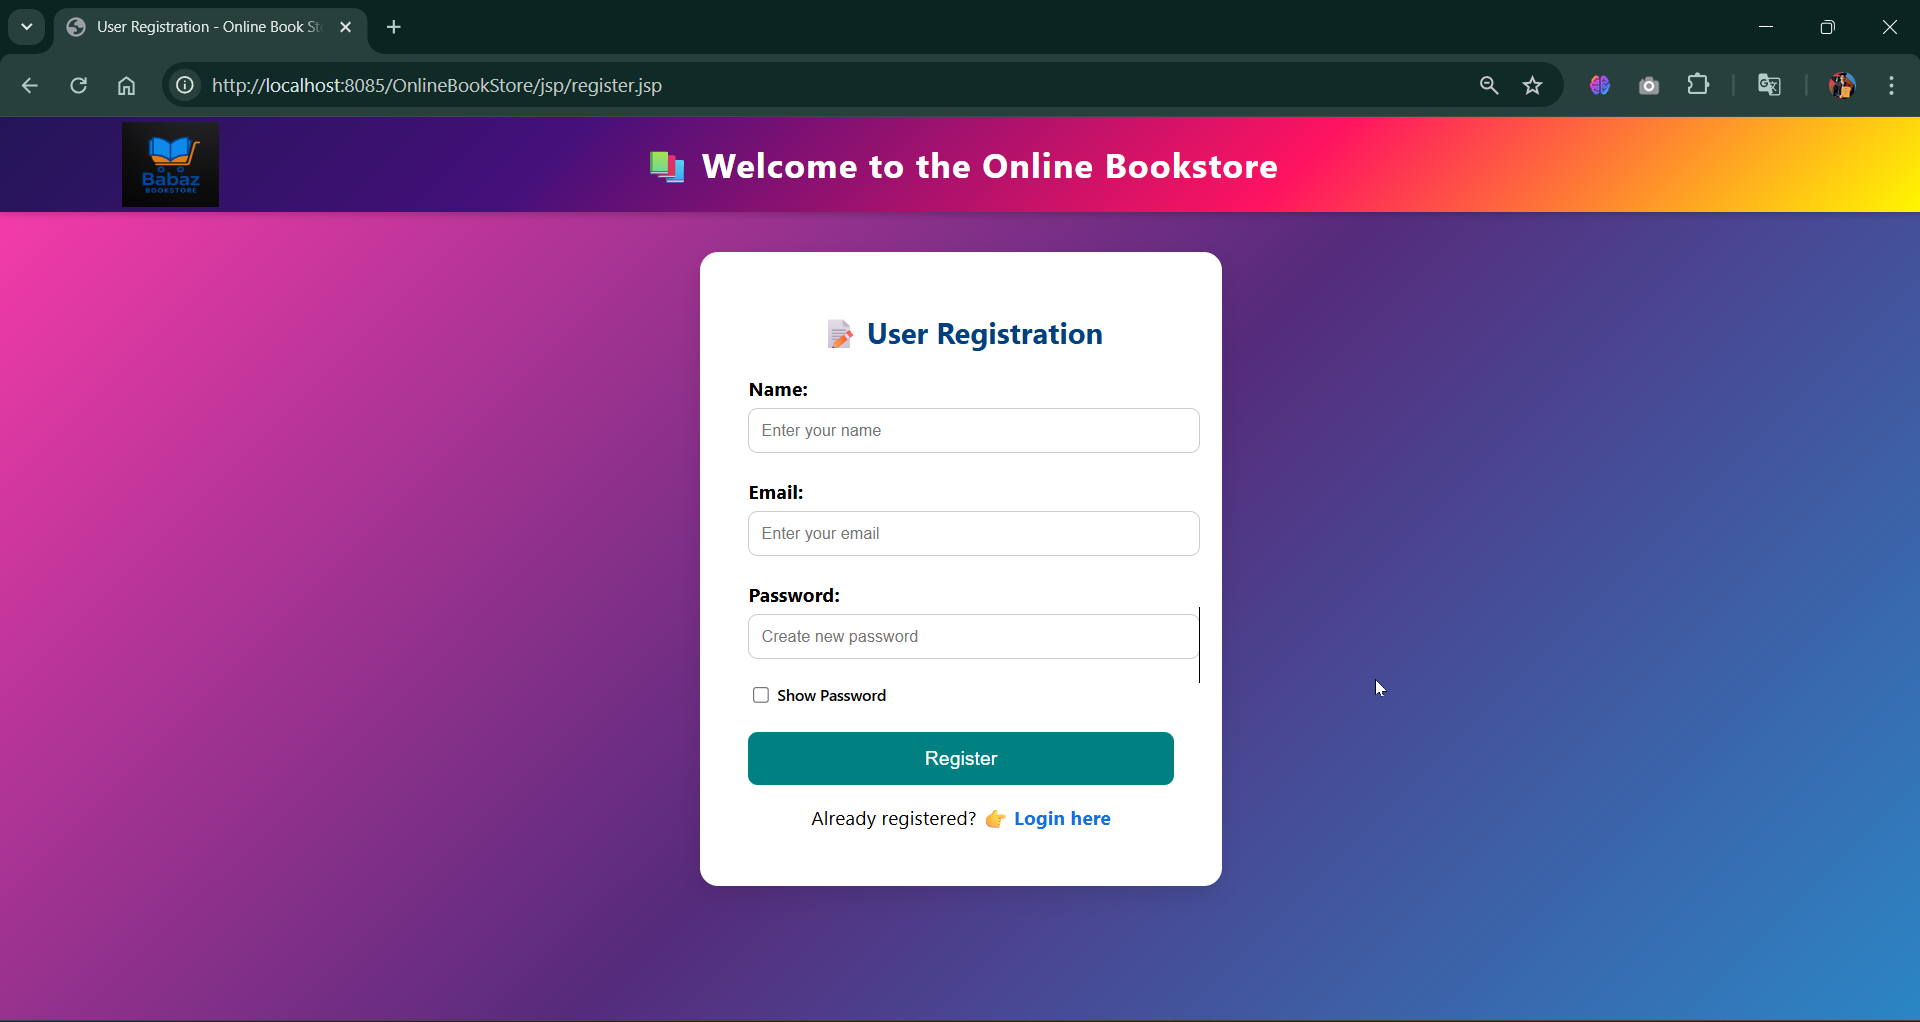 User Registration - Online Book St
http://localhost:8085/OnlineBookStore/jsp/register.jsp
Babaz
BOOKSTORE
Welcome to the Online Bookstore
User Registration
Name:
Enter your name
Email:
Enter your email
Password:
Create new password
Show Password
Register
Already registered? 👉 Login here